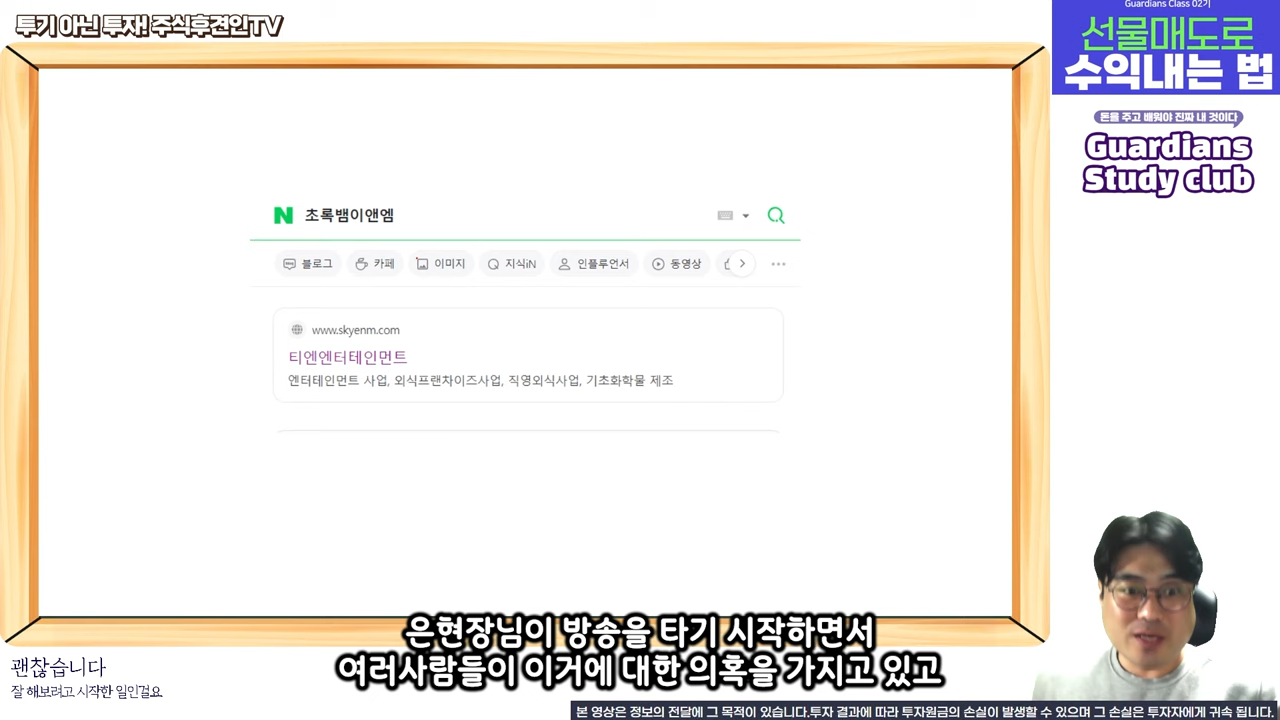 투기 아닌 투자! 주식후견인TV
Guardians Class 02기
선물매도로
수익내는 법
돈을 주고 배워야 진짜 내 것이다
Guardians
Study club
N 초록뱀이앤엠
블로그 카페 이미지 지식iN 인플루언서 동영상
www.skyenm.com
티엔엔터테인먼트
엔터테인먼트 사업, 외식프랜차이즈사업, 직영외식사업, 기초화학물 제조
은현장님이 방송을 타기 시작하면서
여러사람들이 이거에 대한 의혹을 가지고 있고
괜찮습니다
잘 해보려고 시작한 일인걸요
본 영상은 정보의 전달에 그 목적이 있습니다.투자 결과에 따라 투자원금의 손실이 발생할 수 있으며 그 손실은 투자자에게 귀속 됩니다.